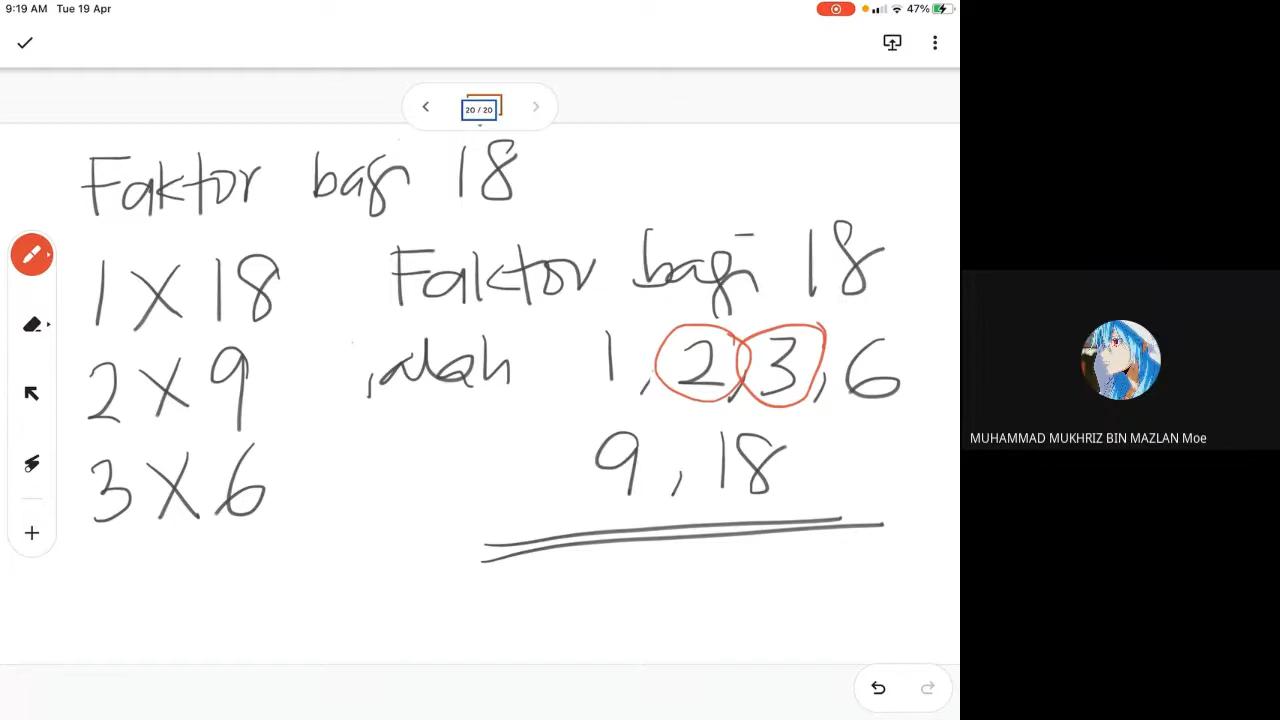 9:19 AM Tue 19 Apr
47%
20 / 20
Faktor bagi 18
1 X 18
2 X 9
3 X 6
Faktor bagi 18
ialah 1, 2, 3, 6
9, 18
MUHAMMAD MUKHRIZ BIN MAZLAN Moe